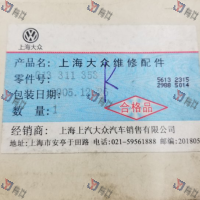 上海大众
产品名: 上海大众维修配件
零件号: 311 35
5613 2315
2908 5014
包装日期: 005.12
数量: 1
合格品
K
经销商: 上海上汽大众汽车销售有限公司
地址: 上海市安亭于田路 电话: 021-59561888 邮编: 201805